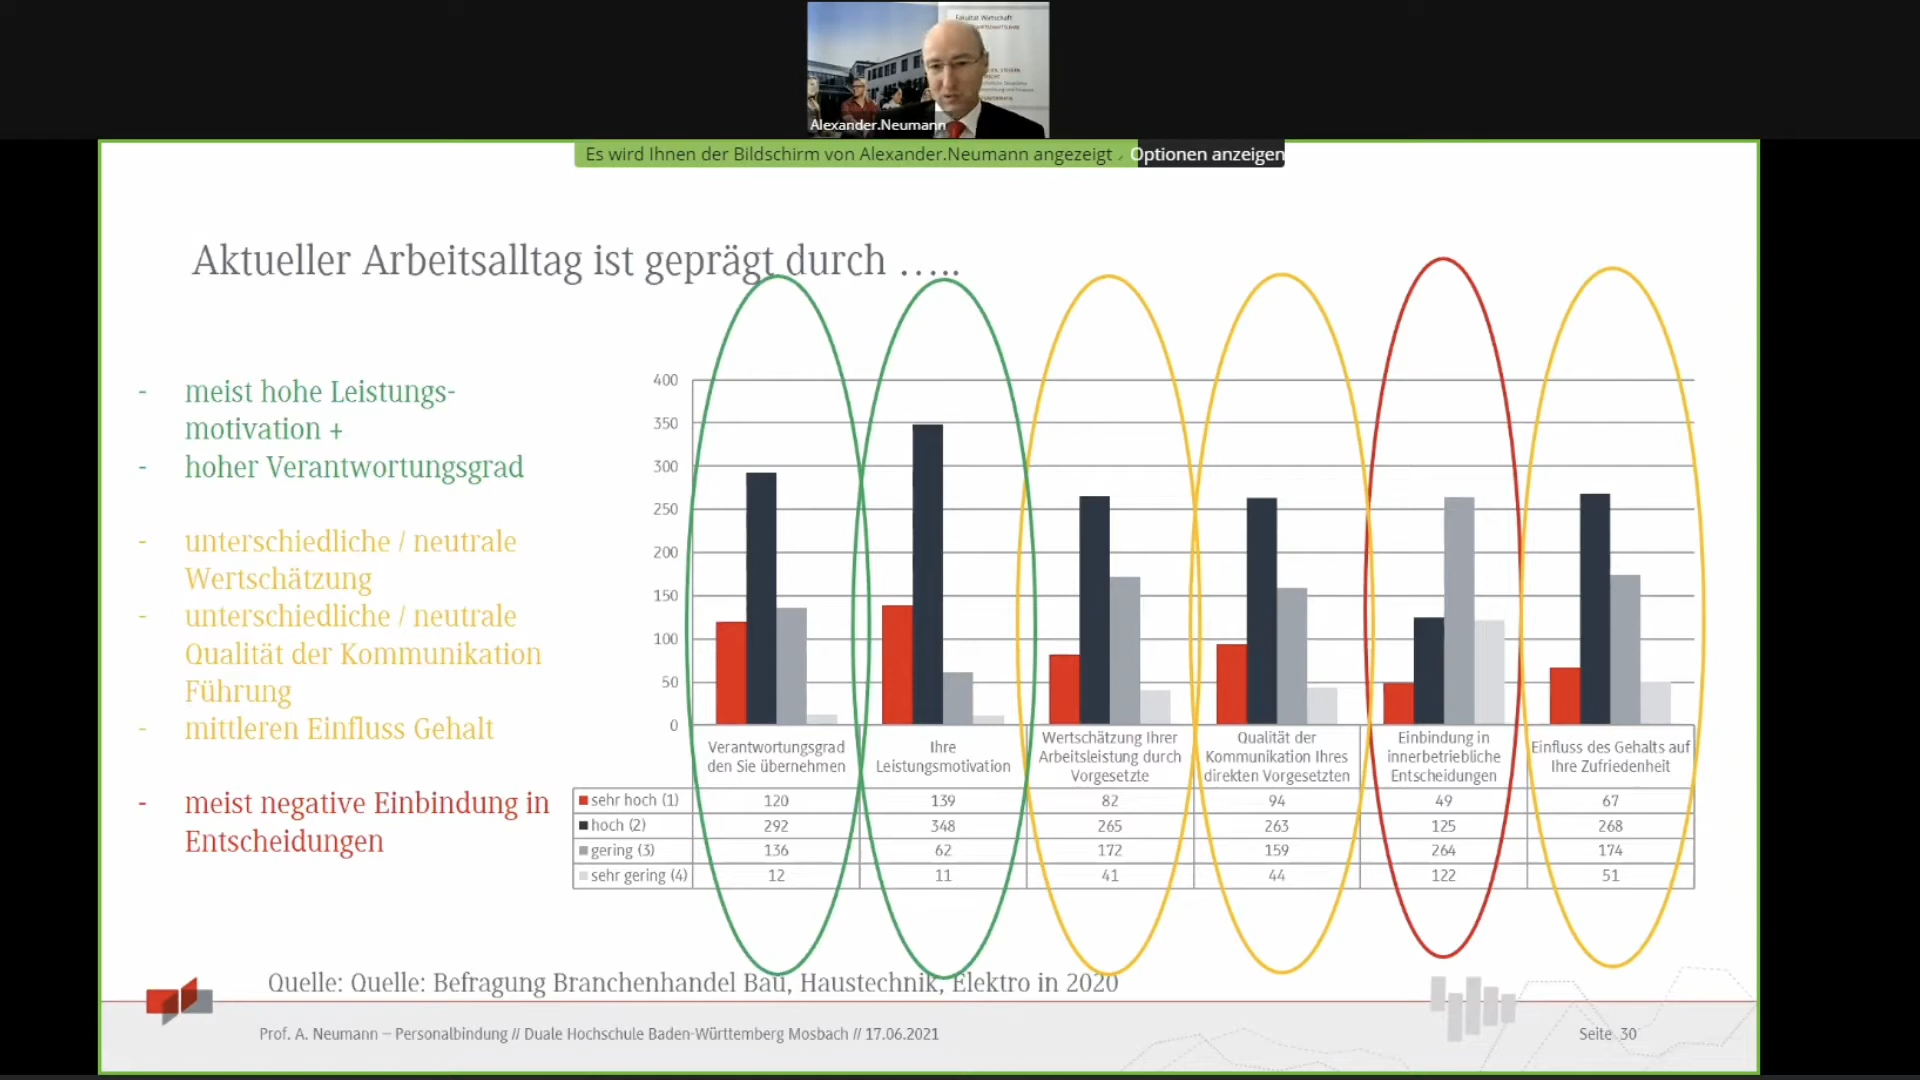 Fakultät Wirtschaft
Alexander.Neumann
Es wird Ihnen der Bildschirm von Alexander.Neumann angezeigt
Optionen anzeigen
Aktueller Arbeitsalltag ist geprägt durch …..
- meist hohe Leistungs-
motivation +
- hoher Verantwortungsgrad
- unterschiedliche / neutrale
Wertschätzung
- unterschiedliche / neutrale
Qualität der Kommunikation
Führung
- mittleren Einfluss Gehalt
- meist negative Einbindung in
Entscheidungen
400
350
300
250
200
150
100
50
0
Verantwortungsgrad
den Sie übernehmen
Ihre
Leistungsmotivation
Wertschätzung Ihrer
Arbeitsleistung durch
Vorgesetzte
Qualität der
Kommunikation Ihres
direkten Vorgesetzten
Einbindung in
innerbetriebliche
Entscheidungen
Einfluss des Gehalts auf
Ihre Zufriedenheit
sehr hoch (1) 120 139 82 94 49 67
hoch (2) 292 348 265 263 125 268
gering (3) 136 62 172 159 264 174
sehr gering (4) 12 11 41 44 122 51
Quelle: Quelle: Befragung Branchenhandel Bau, Haustechnik, Elektro in 2020
Prof. A. Neumann – Personalbindung // Duale Hochschule Baden-Württemberg Mosbach // 17.06.2021
Seite 30